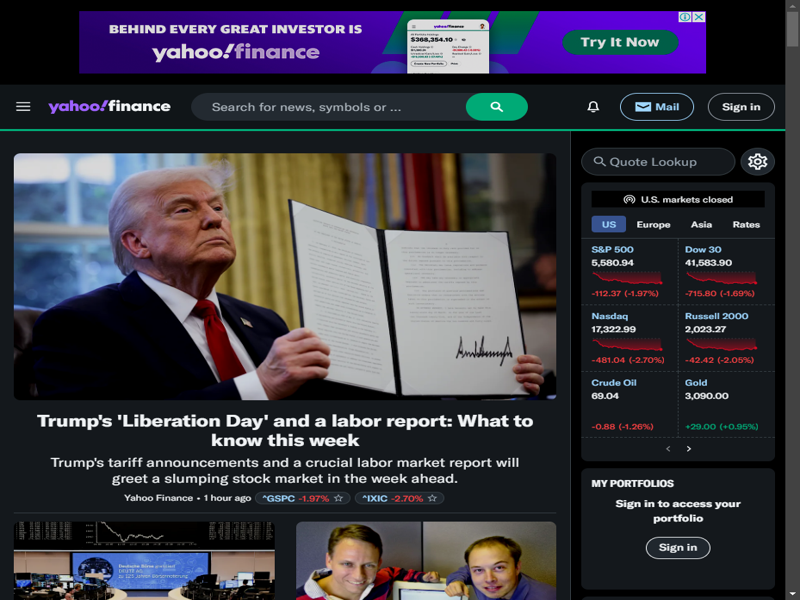 BEHIND EVERY GREAT INVESTOR IS
yahoo!finance
yahoo!finance
$368,354.10
Try It Now
yahoo!finance
Search for news, symbols or ...
Mail
Sign in
Quote Lookup
U.S. markets closed
US Europe Asia Rates
S&P 500
5,580.94
-112.37 (-1.97%)
Dow 30
41,583.90
-715.80 (-1.69%)
Nasdaq
17,322.99
-481.04 (-2.70%)
Russell 2000
2,023.27
-42.42 (-2.05%)
Crude Oil
69.04
-0.88 (-1.26%)
Gold
3,090.00
+29.00 (+0.95%)
MY PORTFOLIOS
Sign in to access your
portfolio
Sign in
Trump's 'Liberation Day' and a labor report: What to
know this week
Trump's tariff announcements and a crucial labor market report will
greet a slumping stock market in the week ahead.
Yahoo Finance • 1 hour ago ^GSPC -1.97% ^IXIC -2.70%